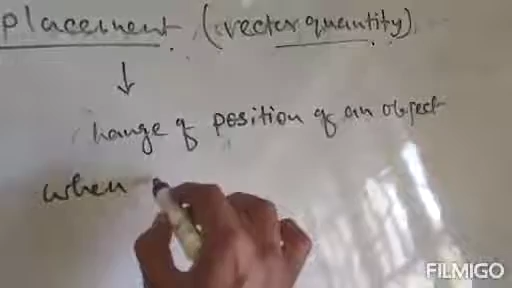 placement (vector quantity)
hange of position of an object
when
FILMIGO